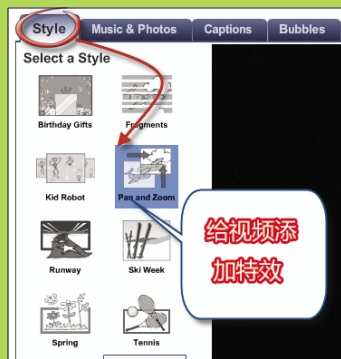 Style Music & Photos Captions Bubbles
Select a Style
Birthday Gifts Fragments
Kid Robot Pan and Zoom
给视频添
加特效
Runway Ski Week
Spring Tennis